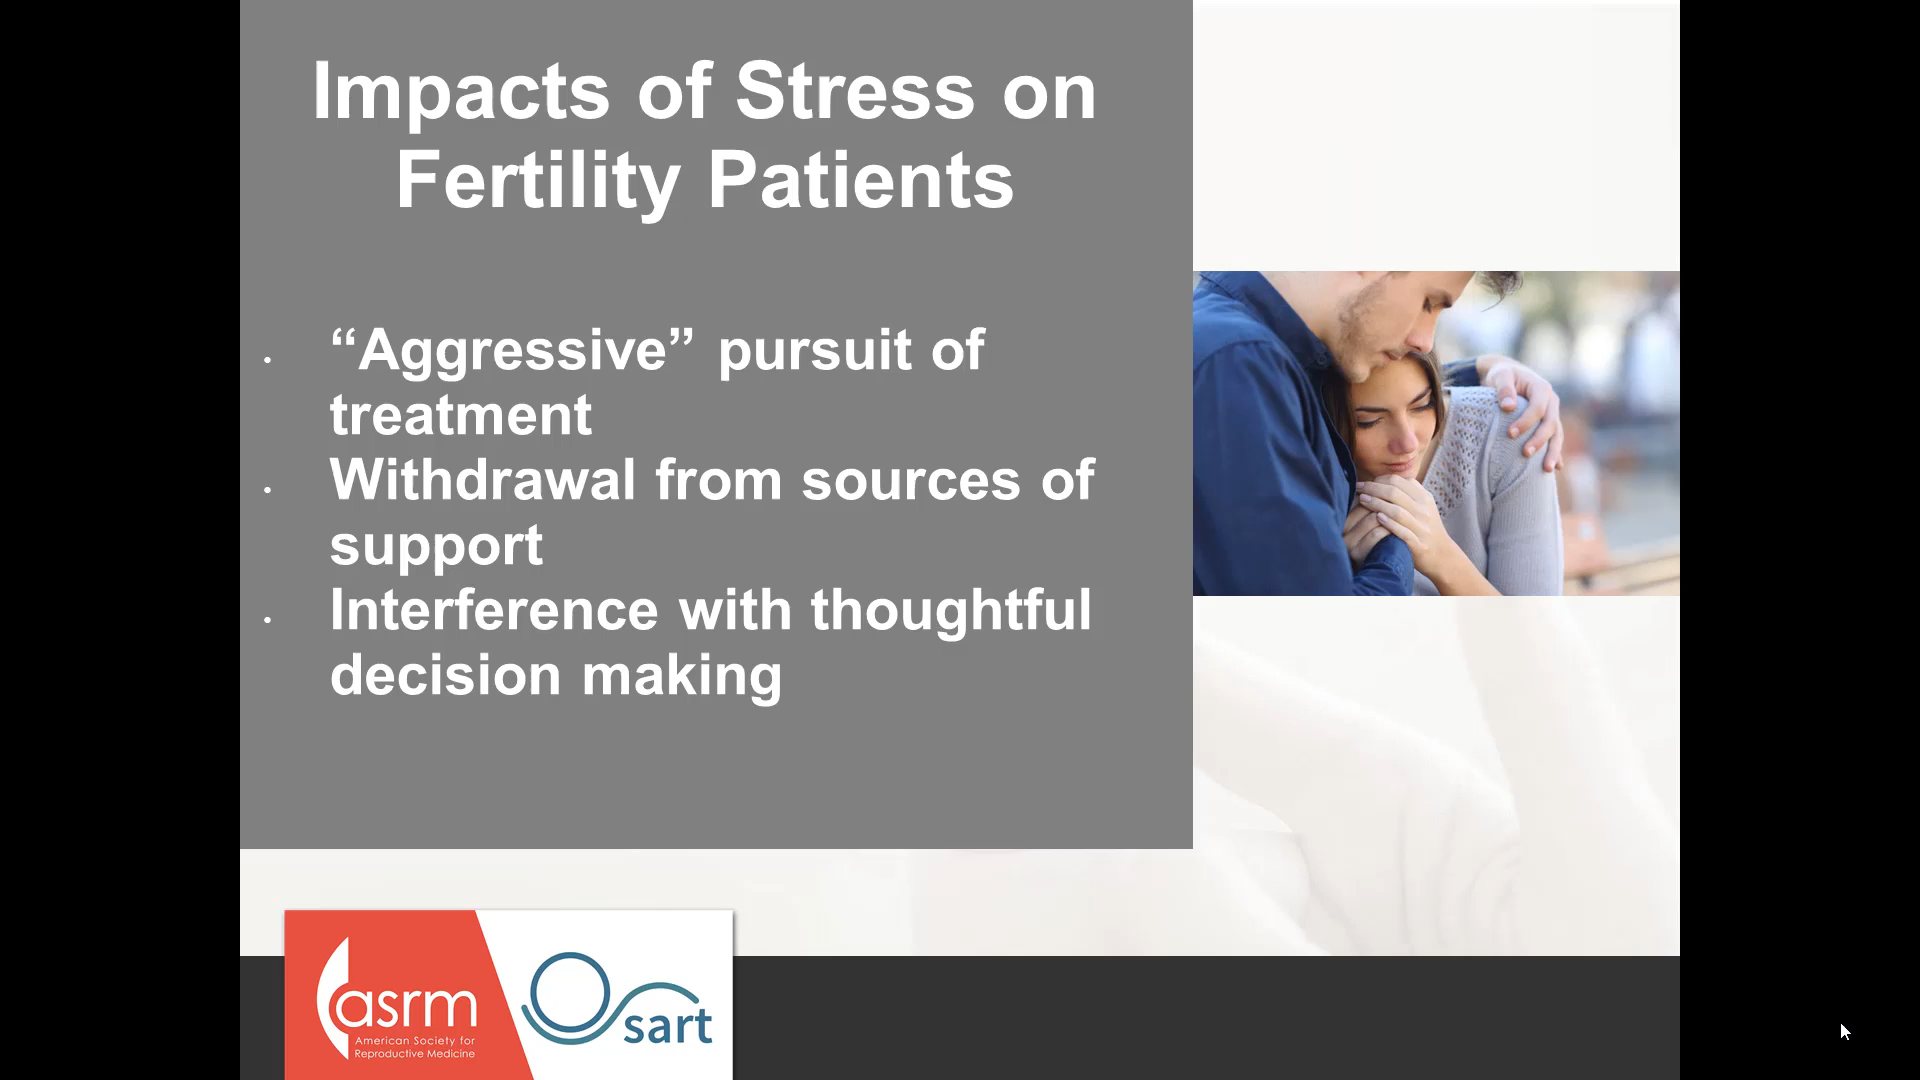 Impacts of Stress on
Fertility Patients
• “Aggressive” pursuit of
treatment
• Withdrawal from sources of
support
• Interference with thoughtful
decision making
asrm
American Society for
Reproductive Medicine
sart